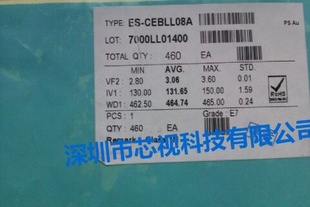 TYPE: ES-CEBLL08A
PS Au
LOT: 7000LL01400
TOTAL QTY: 460 EA
MIN. AVG. MAX. STD.
VF2: 2.80 3.06 3.60 0.01
IV1: 130.00 131.65 150.00 1.59
WD1: 462.50 464.74 465.00 0.24
RoHS
PCS: 1 Grade: E7
QTY: 460 EA
深圳市芯视科技有限公司